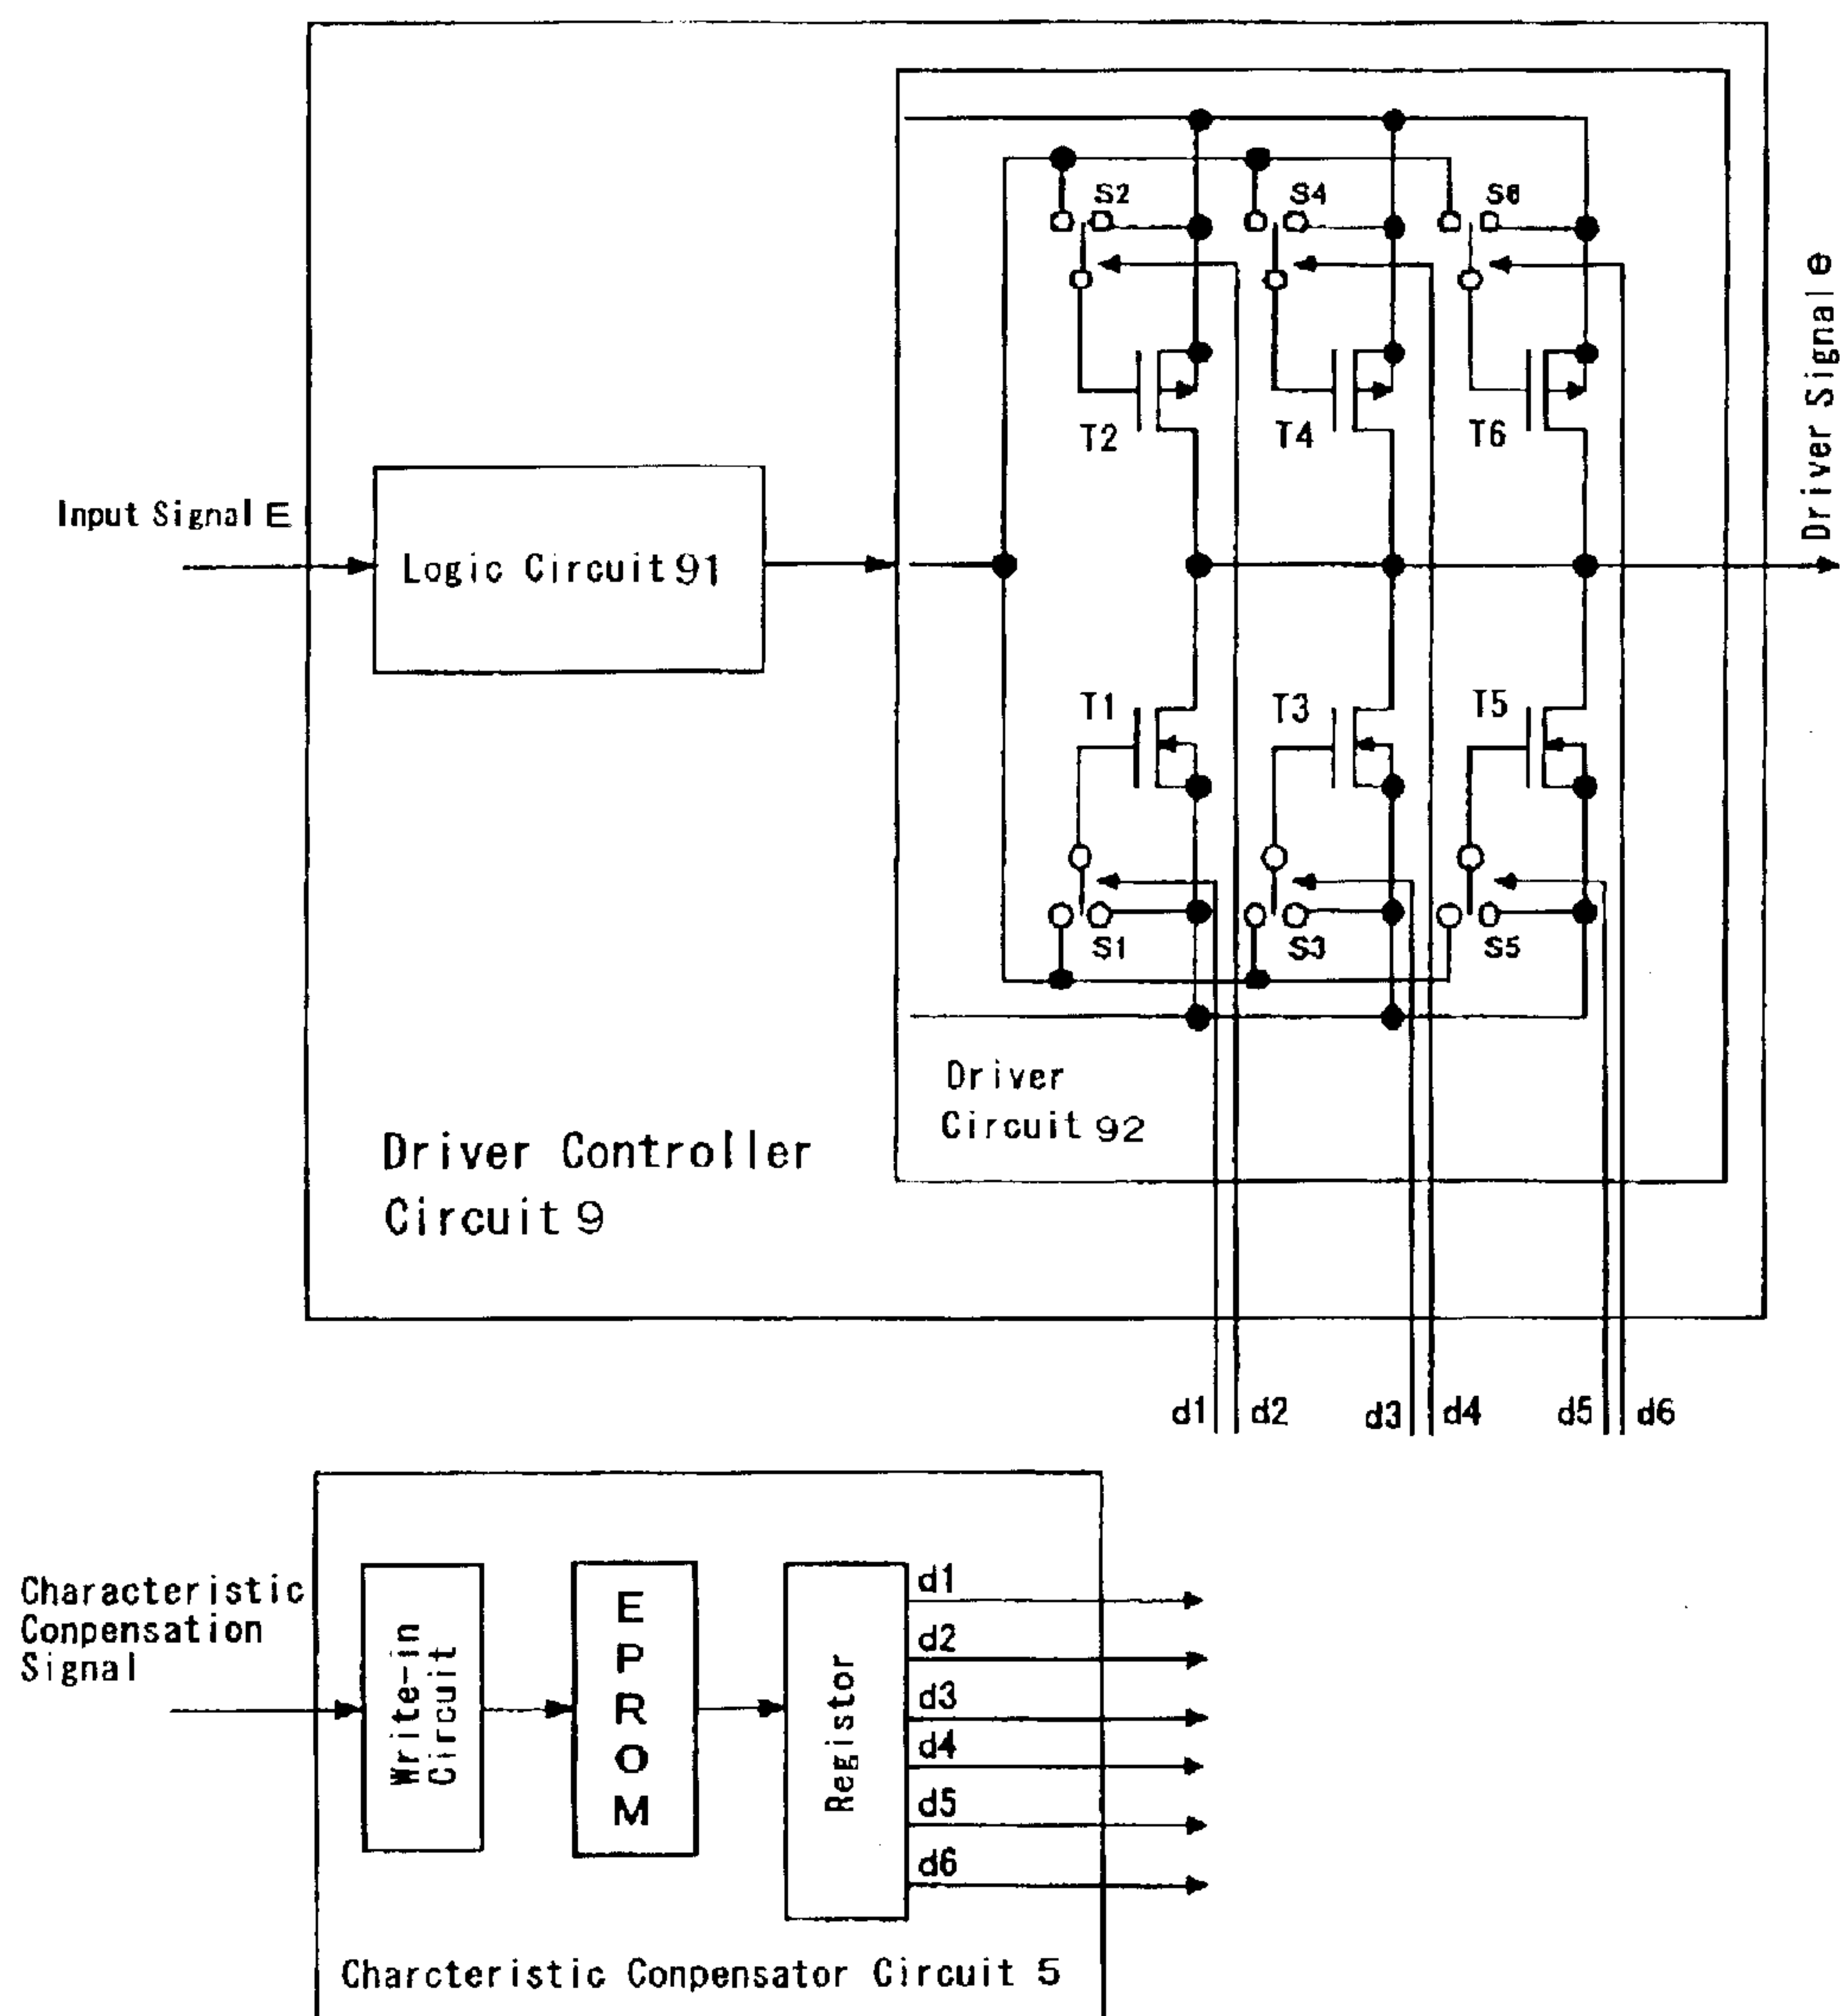 S2
S4
S6
T2
T4
T6
Driver Signal e
Input Signal E
Logic Circuit 91
T1
T3
T5
S1
S3
S5
Driver
Circuit 92
Driver Controller
Circuit 9
d1
d2
d3
d4
d5
d6
Characteristic
Conpensation
Signal
Write-in
Circuit
EPROM
Registor
d1
d2
d3
d4
d5
d6
Charcteristic Conpensator Circuit 5